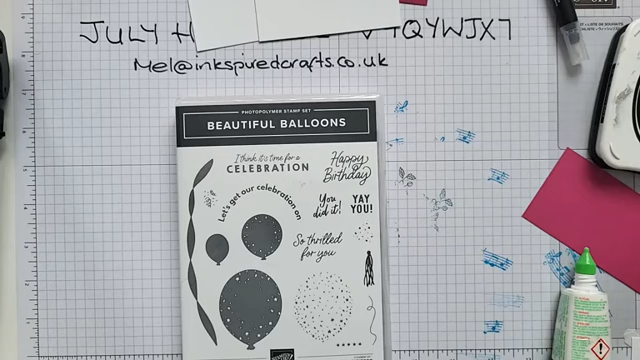 JULY H
QYWJX7
Mel@inkspiredcrafts.co.uk
PHOTOPOLYMER STAMP SET
BEAUTIFUL BALLOONS
I think it's time for a
CELEBRATION
Happy
Birthday
Let's get our celebration on
You
did it!
YAY
YOU!
So thrilled
for you